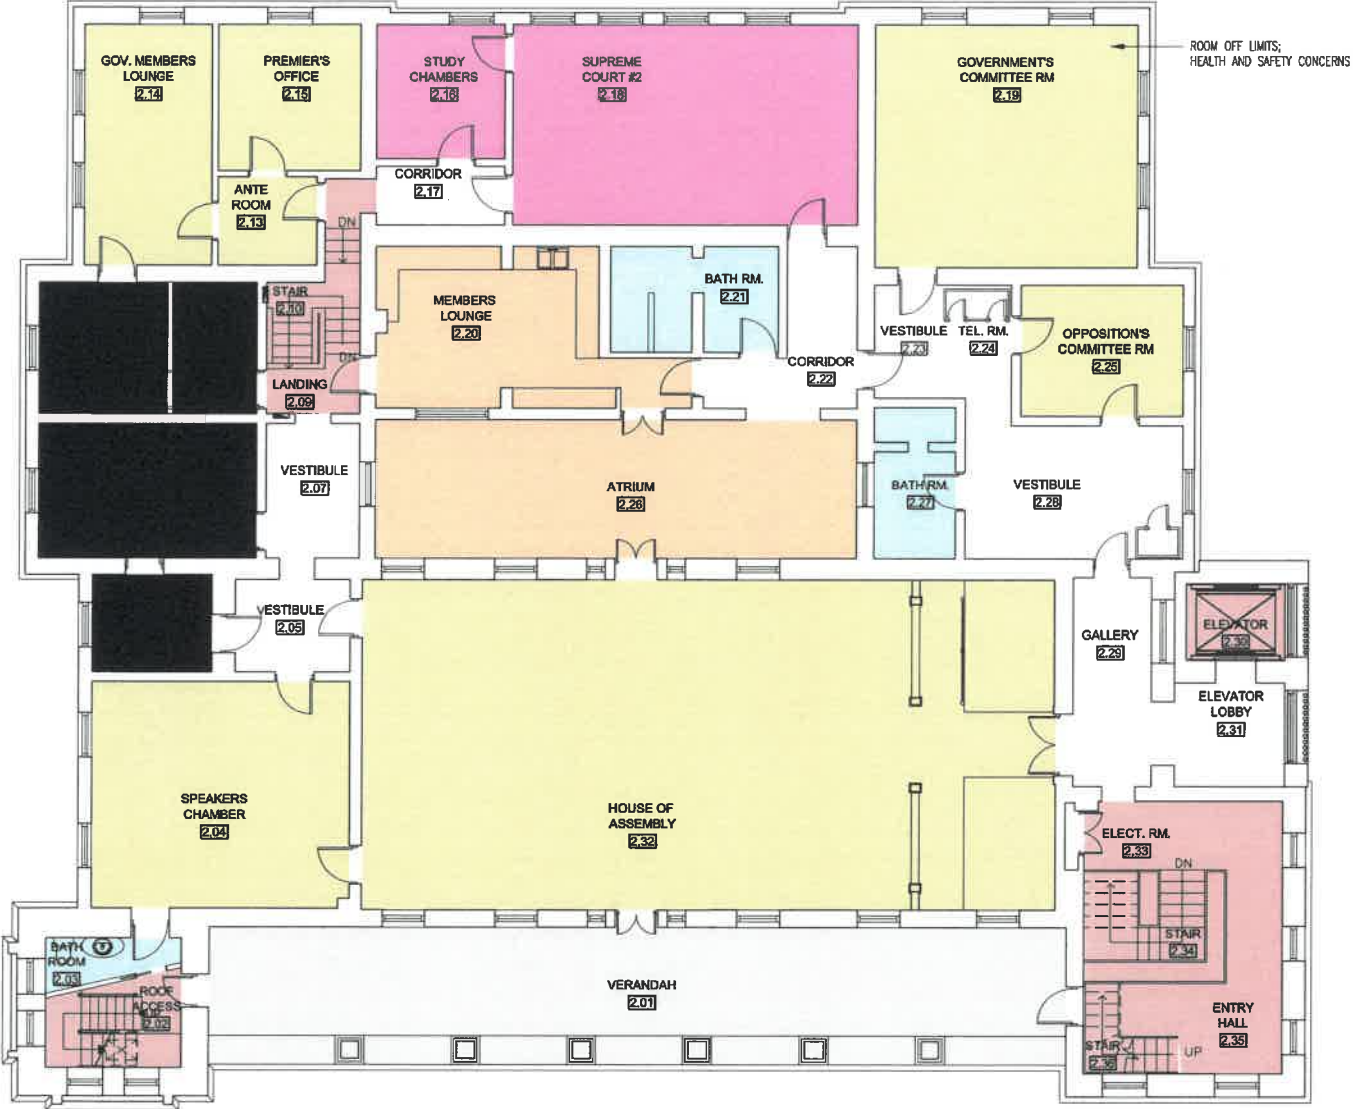 GOV. MEMBERS
LOUNGE
2.14
PREMIER'S
OFFICE
2.15
STUDY
CHAMBERS
2.16
SUPREME
COURT #2
2.18
GOVERNMENT'S
COMMITTEE RM
2.19
ROOM OFF LIMITS;
HEALTH AND SAFETY CONCERNS
ANTE
ROOM
2.13
CORRIDOR
2.17
DN
STAIR
2.10
MEMBERS
LOUNGE
2.20
BATH RM.
2.21
VESTIBULE
2.23
TEL. RM.
2.24
OPPOSITION'S
COMMITTEE RM
2.25
DN
CORRIDOR
2.22
LANDING
2.09
VESTIBULE
2.07
ATRIUM
2.26
BATH RM.
2.27
VESTIBULE
2.28
VESTIBULE
2.05
GALLERY
2.29
ELEVATOR
2.30
ELEVATOR
LOBBY
2.31
SPEAKERS
CHAMBER
2.04
HOUSE OF
ASSEMBLY
2.32
ELECT. RM.
2.33
DN
STAIR
2.34
BATH
ROOM
2.03
ROOF
ACCESS
2.02
VERANDAH
2.01
ENTRY
HALL
2.35
STAIR
2.36
UP